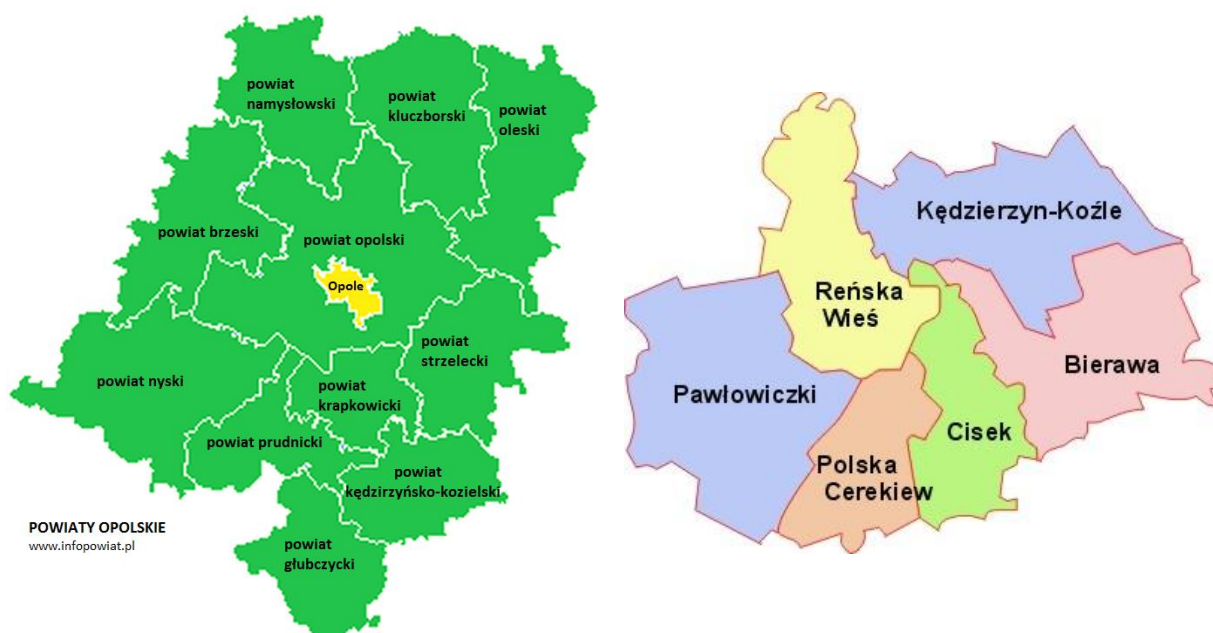 powiat
namysłowski
powiat
kluczborski
powiat
oleski
powiat brzeski
powiat opolski
Opole
powiat
strzelecki
powiat nyski
powiat
krapkowicki
powiat prudnicki
powiat
kędzirzyńsko-kozielski
powiat
głubczycki
POWIATY OPOLSKIE
www.infopowiat.pl
Kędzierzyn-Koźle
Reńska
Wieś
Bierawa
Pawłowiczki
Cisek
Polska
Cerekiew